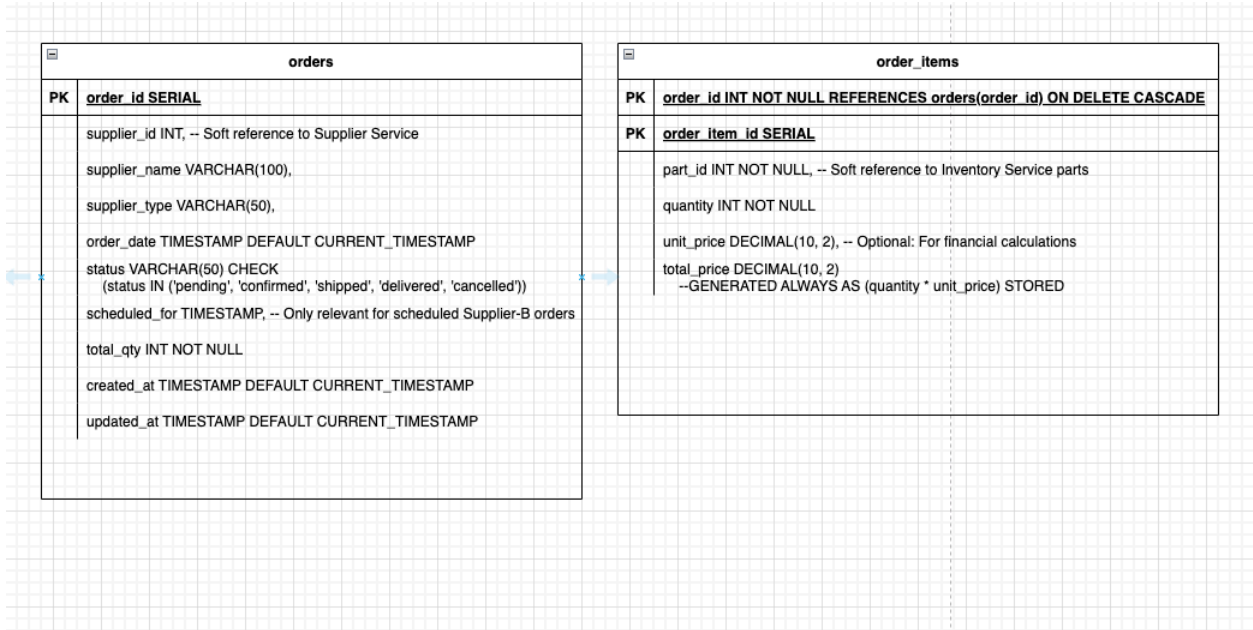 orders
PK order_id SERIAL
supplier_id INT, -- Soft reference to Supplier Service
supplier_name VARCHAR(100),
supplier_type VARCHAR(50),
order_date TIMESTAMP DEFAULT CURRENT_TIMESTAMP
status VARCHAR(50) CHECK
(status IN ('pending', 'confirmed', 'shipped', 'delivered', 'cancelled'))
scheduled_for TIMESTAMP, -- Only relevant for scheduled Supplier-B orders
total_qty INT NOT NULL
created_at TIMESTAMP DEFAULT CURRENT_TIMESTAMP
updated_at TIMESTAMP DEFAULT CURRENT_TIMESTAMP
order_items
PK order_id INT NOT NULL REFERENCES orders(order_id) ON DELETE CASCADE
PK order_item_id SERIAL
part_id INT NOT NULL, -- Soft reference to Inventory Service parts
quantity INT NOT NULL
unit_price DECIMAL(10, 2), -- Optional: For financial calculations
total_price DECIMAL(10, 2)
--GENERATED ALWAYS AS (quantity * unit_price) STORED